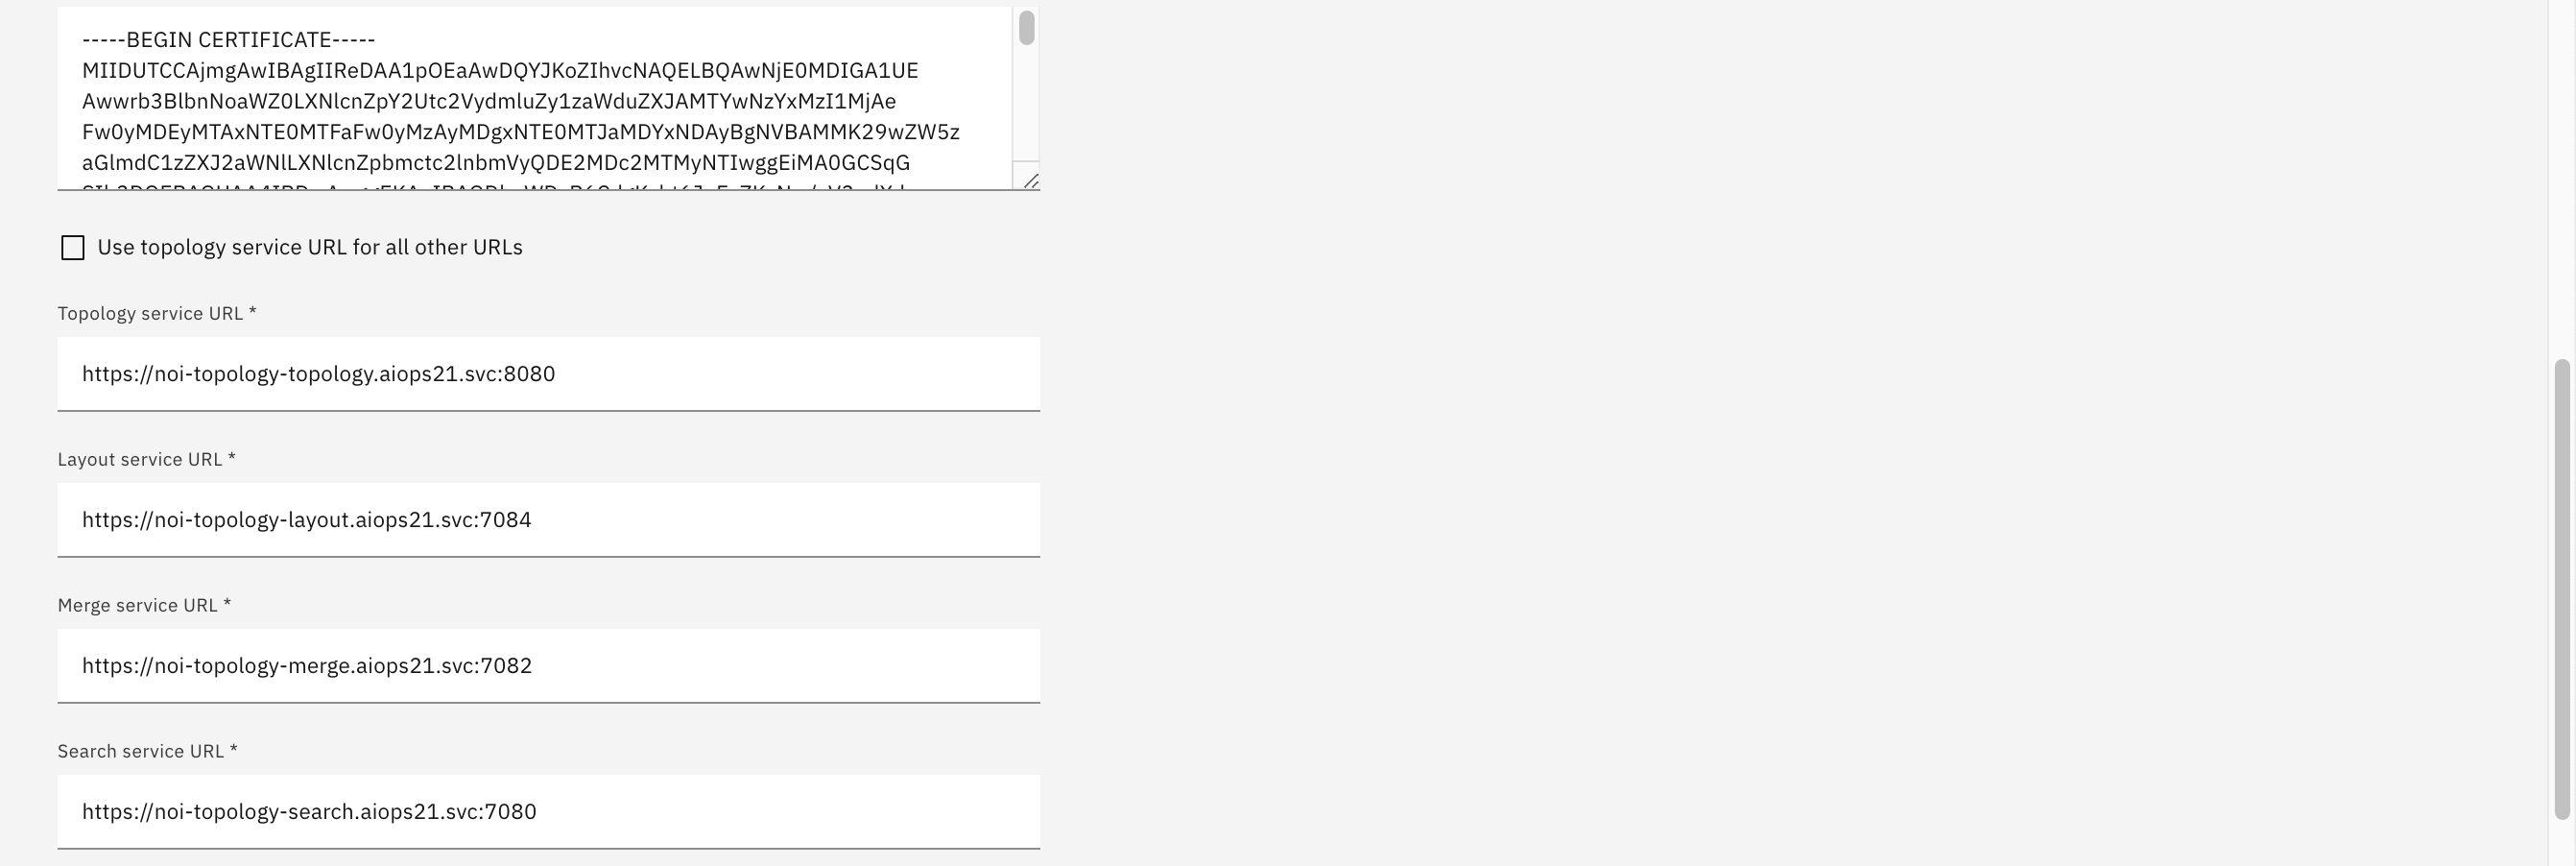 -----BEGIN CERTIFICATE-----
MIIDUTCCAjmgAwIBAgIIReDAA1pOEaAwDQYJKoZIhvcNAQELBQAwNjE0MDIGA1UE
Awwrb3BlbnNoaWZ0LXNlcnZpY2Utc2VydmluZy1zaWduZXJAMTYwNzYxMzI1MjAe
Fw0yMDEyMTAxNTE0MTFaFw0yMzAyMDgxNTE0MTJaMDYxNDAyBgNVBAMMK29wZW5z
aGlmdC1zZXJ2aWNlLXNlcnZpbmctc2lnbmVyQDE2MDc2MTMyNTIwggEiMA0GCSqG
Use topology service URL for all other URLs
Topology service URL *
https://noi-topology-topology.aiops21.svc:8080
Layout service URL *
https://noi-topology-layout.aiops21.svc:7084
Merge service URL *
https://noi-topology-merge.aiops21.svc:7082
Search service URL *
https://noi-topology-search.aiops21.svc:7080